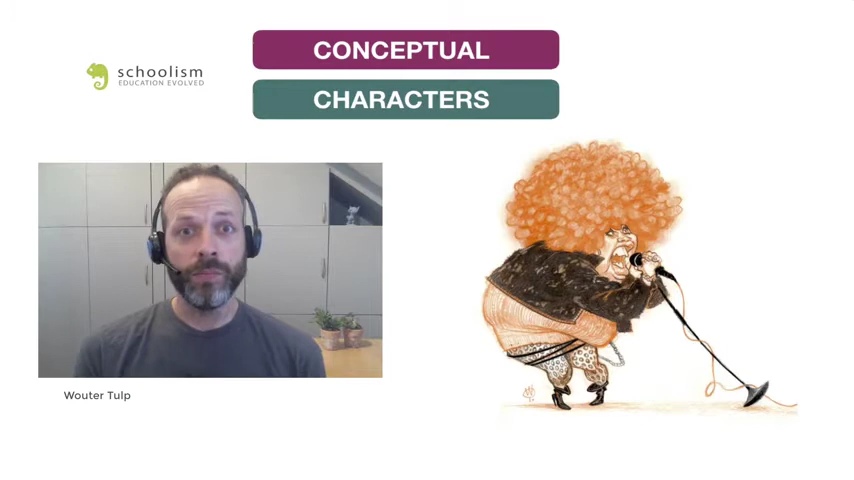 CONCEPTUAL
schoolism
EDUCATION EVOLVED
CHARACTERS
Wouter Tulp